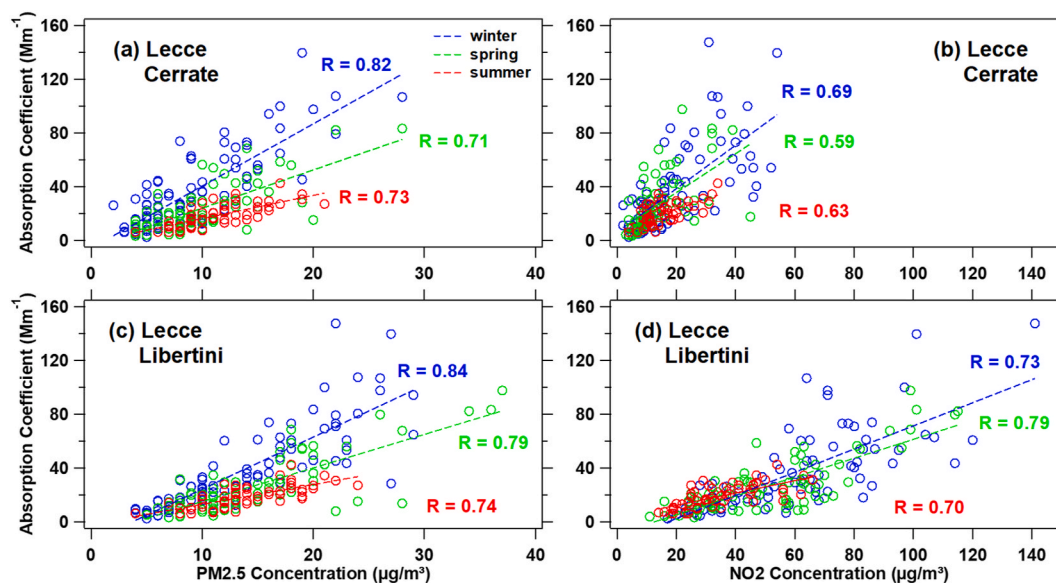 Absorption Coefficient (Mm⁻¹)
160
120
80
40
0
(a) Lecce
Cerrate
winter
spring
summer
R = 0.82
R = 0.71
R = 0.73
0 10 20 30 40
160
120
80
40
0
(b) Lecce
Cerrate
R = 0.69
R = 0.59
R = 0.63
0 20 40 60 80 100 120 140
Absorption Coefficient (Mm⁻¹)
160
120
80
40
0
(c) Lecce
Libertini
R = 0.84
R = 0.79
R = 0.74
0 10 20 30 40
PM2.5 Concentration (µg/m³)
160
120
80
40
0
(d) Lecce
Libertini
R = 0.73
R = 0.79
R = 0.70
0 20 40 60 80 100 120 140
NO2 Concentration (µg/m³)